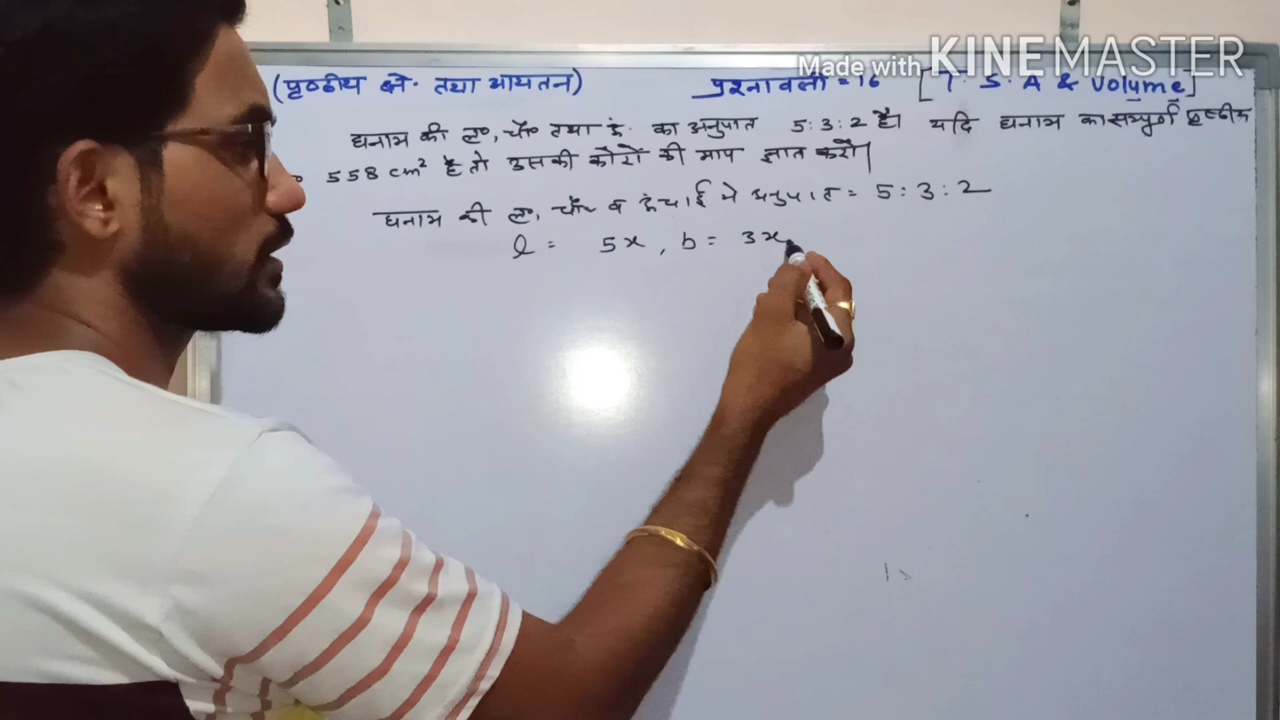 Made with KINEMASTER
(पृष्ठीय क्षे॰ तथा आयतन) प्रश्नावली = 16 [T. S. A & Volume]
घनाभ की ल॰, चौ॰ तथा ऊं. का अनुपात 5:3:2 है। यदि घनाभ का सम्पूर्ण पृष्ठीय
558 cm² है तो उसकी कोरों की माप ज्ञात करो।
घनाभ की ल॰, चौ॰ व ऊंचाई मे अनुपात = 5:3:2
l = 5x, b = 3x